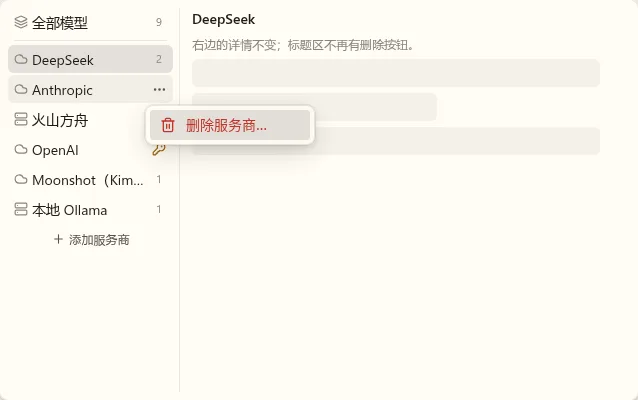 全部模型 9
DeepSeek 2
Anthropic ...
火山方舟
OpenAI
Moonshot（Kim... 1
本地 Ollama 1
+ 添加服务商
删除服务商...
DeepSeek
右边的详情不变；标题区不再有删除按钮。